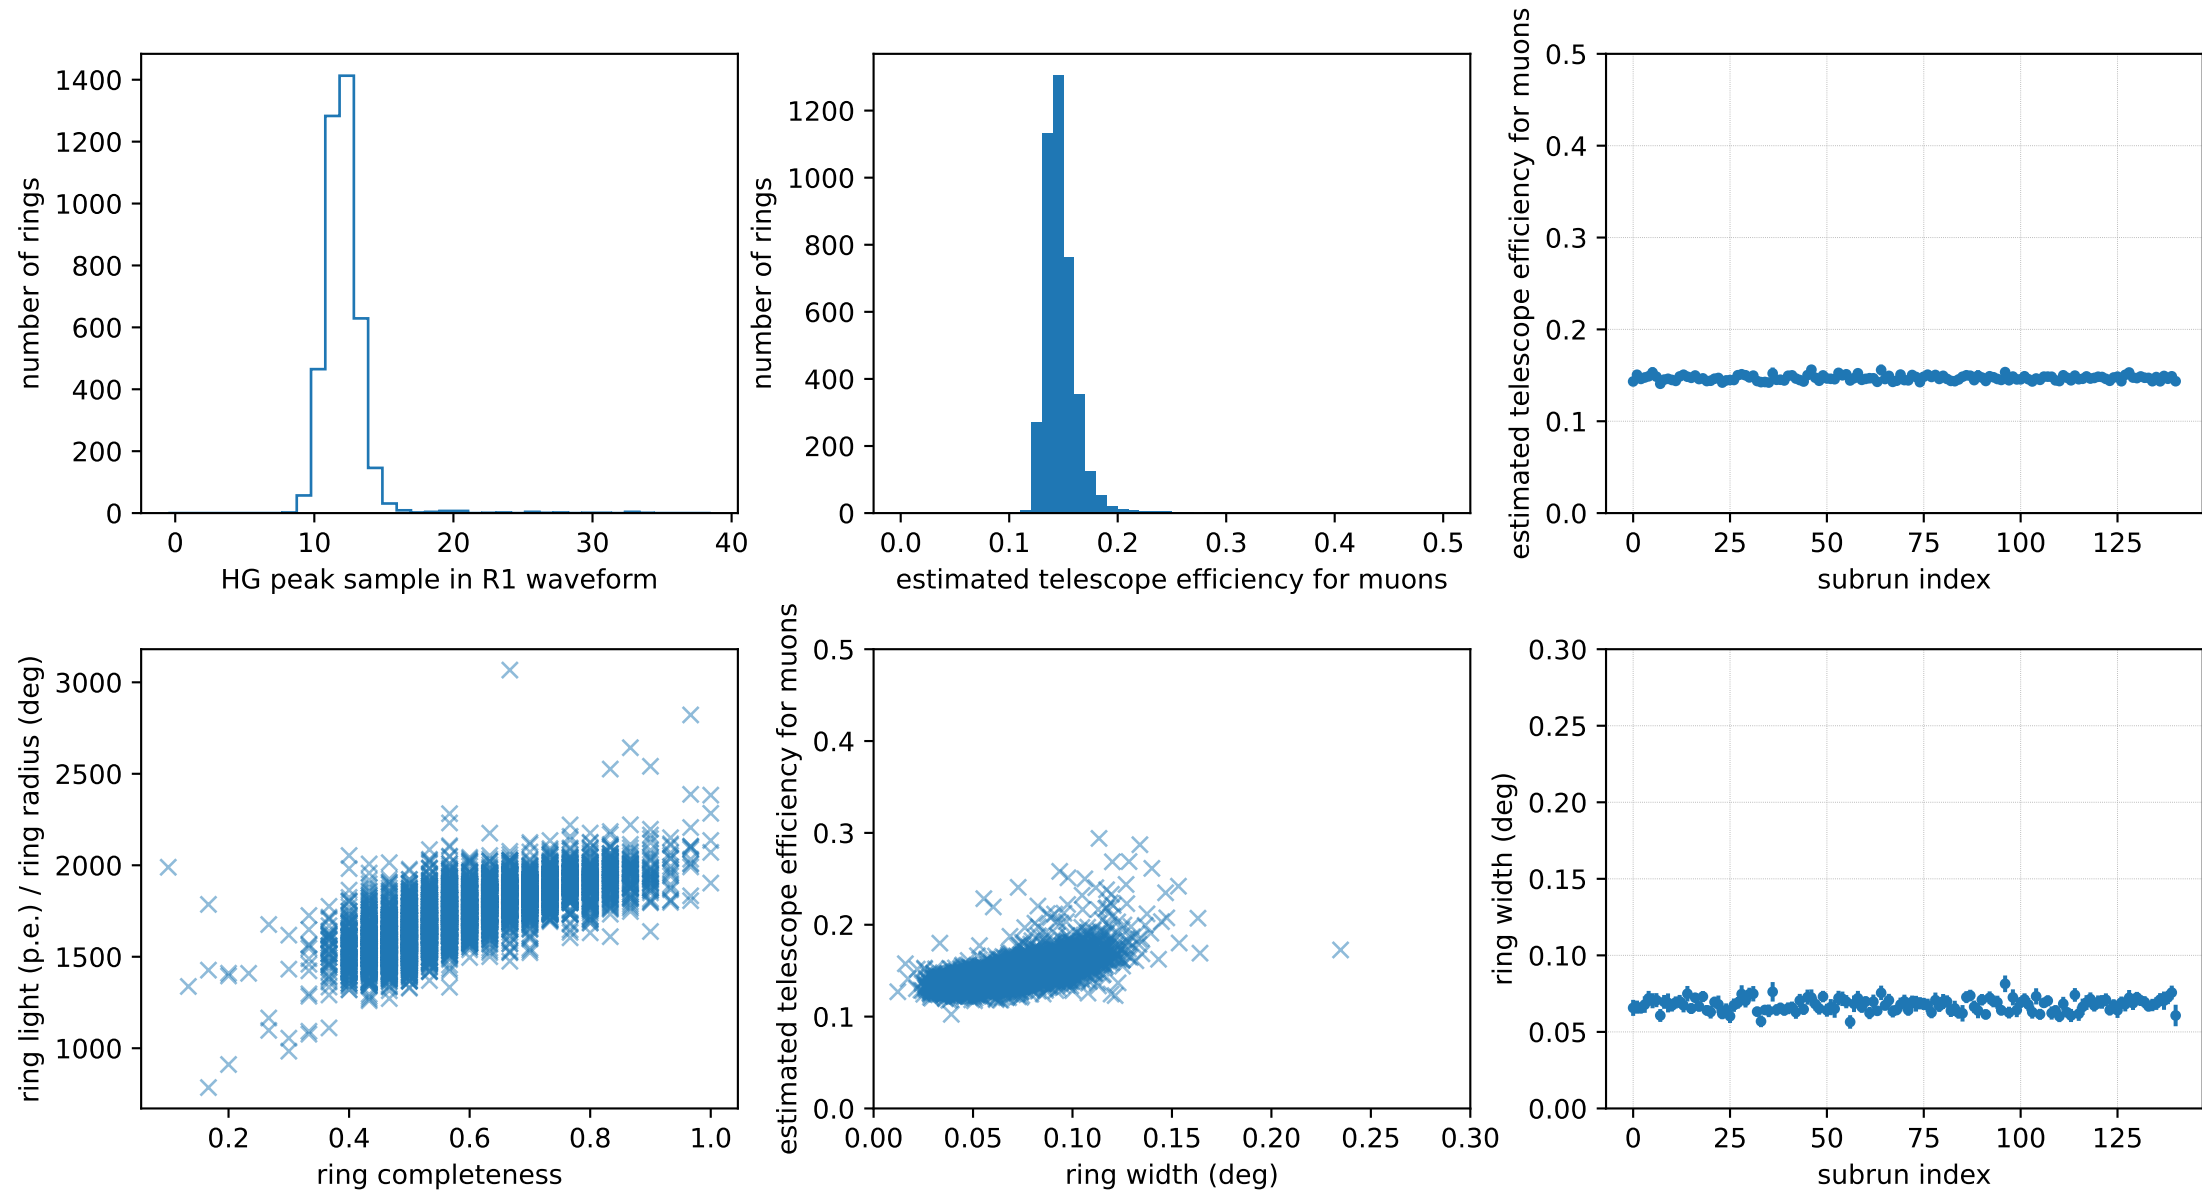 number of rings
1400
1200
1000
800
600
400
200
0
0 10 20 30 40
HG peak sample in R1 waveform
number of rings
1200
1000
800
600
400
200
0
0.0 0.1 0.2 0.3 0.4 0.5
estimated telescope efficiency for muons
estimated telescope efficiency for muons
0.5
0.4
0.3
0.2
0.1
0.0
0 25 50 75 100 125
subrun index
ring light (p.e.) / ring radius (deg)
3000
2500
2000
1500
1000
0.2 0.4 0.6 0.8 1.0
ring completeness
estimated telescope efficiency for muons
0.5
0.4
0.3
0.2
0.1
0.0
0.00 0.05 0.10 0.15 0.20 0.25 0.30
ring width (deg)
ring width (deg)
0.30
0.25
0.20
0.15
0.10
0.05
0.00
0 25 50 75 100 125
subrun index